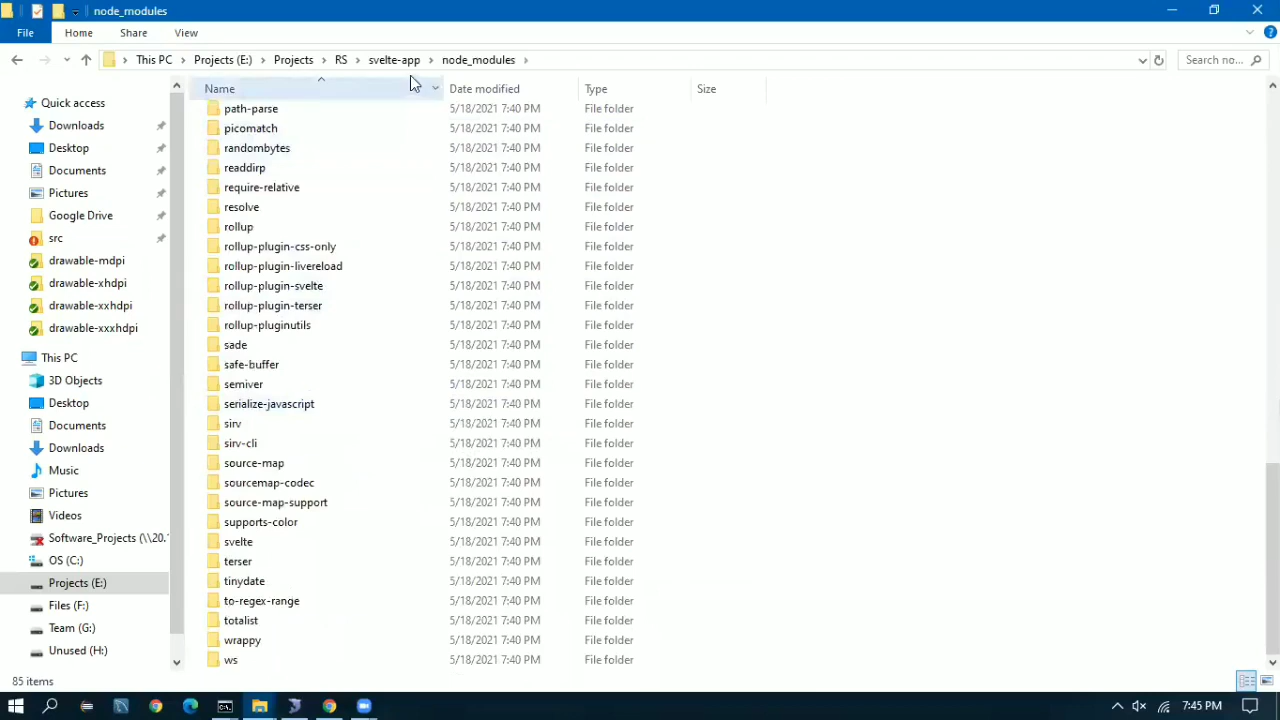 node_modules
File Home Share View
This PC Projects (E:) Projects RS svelte-app node_modules Search no...
Name Date modified Type Size
Quick access
Downloads
Desktop
Documents
Pictures
Google Drive
src
drawable-mdpi
drawable-xhdpi
drawable-xxhdpi
drawable-xxxhdpi
This PC
3D Objects
Desktop
Documents
Downloads
Music
Pictures
Videos
Software_Projects (\\20.
OS (C:)
Projects (E:)
Files (F:)
Team (G:)
Unused (H:)
path-parse 5/18/2021 7:40 PM File folder
picomatch 5/18/2021 7:40 PM File folder
randombytes 5/18/2021 7:40 PM File folder
readdirp 5/18/2021 7:40 PM File folder
require-relative 5/18/2021 7:40 PM File folder
resolve 5/18/2021 7:40 PM File folder
rollup 5/18/2021 7:40 PM File folder
rollup-plugin-css-only 5/18/2021 7:40 PM File folder
rollup-plugin-livereload 5/18/2021 7:40 PM File folder
rollup-plugin-svelte 5/18/2021 7:40 PM File folder
rollup-plugin-terser 5/18/2021 7:40 PM File folder
rollup-pluginutils 5/18/2021 7:40 PM File folder
sade 5/18/2021 7:40 PM File folder
safe-buffer 5/18/2021 7:40 PM File folder
semiver 5/18/2021 7:40 PM File folder
serialize-javascript 5/18/2021 7:40 PM File folder
sirv 5/18/2021 7:40 PM File folder
sirv-cli 5/18/2021 7:40 PM File folder
source-map 5/18/2021 7:40 PM File folder
sourcemap-codec 5/18/2021 7:40 PM File folder
source-map-support 5/18/2021 7:40 PM File folder
supports-color 5/18/2021 7:40 PM File folder
svelte 5/18/2021 7:40 PM File folder
terser 5/18/2021 7:40 PM File folder
tinydate 5/18/2021 7:40 PM File folder
to-regex-range 5/18/2021 7:40 PM File folder
totalist 5/18/2021 7:40 PM File folder
wrappy 5/18/2021 7:40 PM File folder
ws 5/18/2021 7:40 PM File folder
85 items
7:45 PM